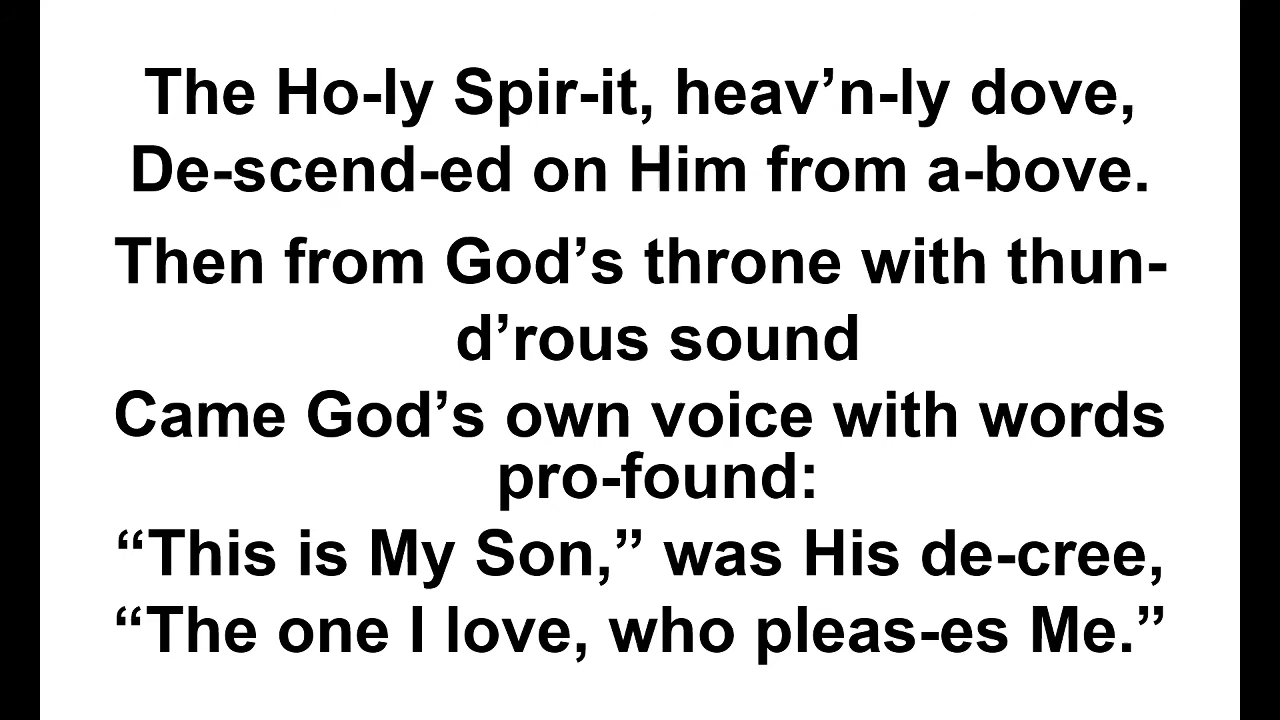 The Ho-ly Spir-it, heav’n-ly dove,
De-scend-ed on Him from a-bove.
Then from God’s throne with thun-
d’rous sound
Came God’s own voice with words
pro-found:
“This is My Son,” was His de-cree,
“The one I love, who pleas-es Me.”